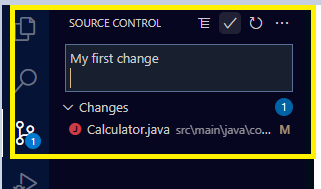 SOURCE CONTROL
My first change
Changes 1
J Calculator.java src\main\java\co... M
1